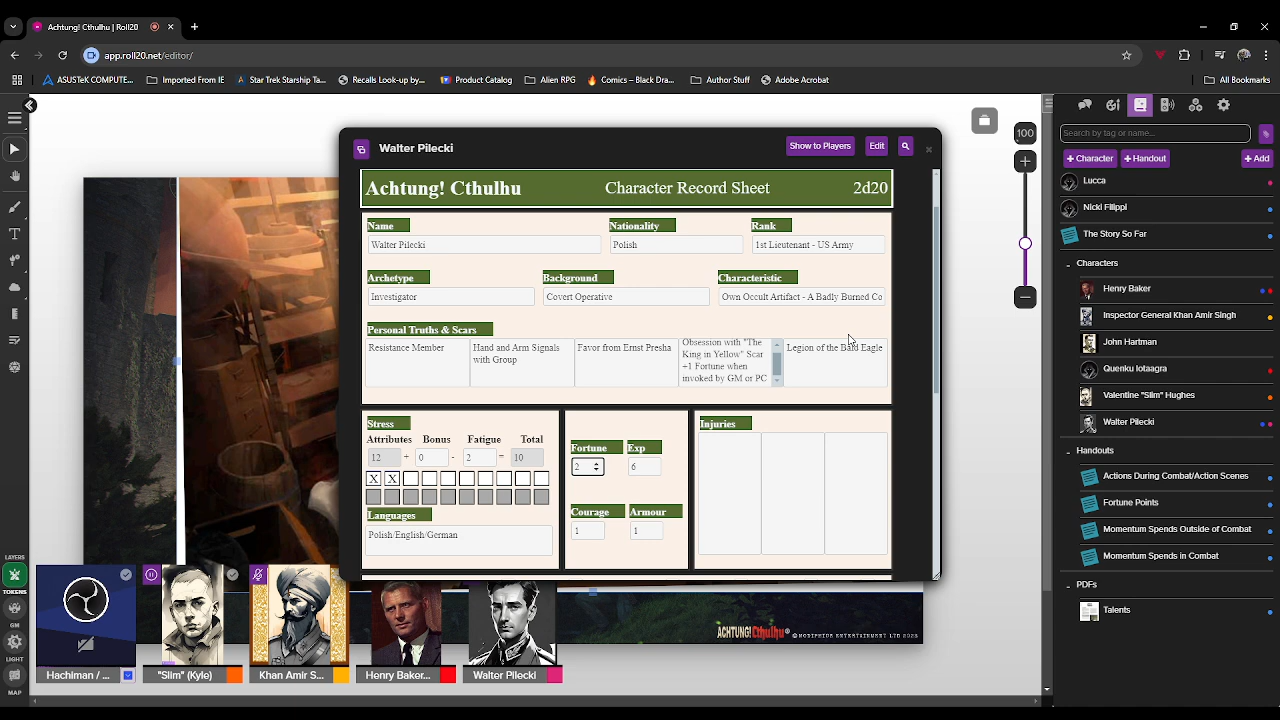 Achtung! Cthulhu | Roll20
app.roll20.net/editor/
ASUSTeK COMPUTE...
Imported From IE
Star Trek Starship Ta...
Recalls Look-up by...
Product Catalog
Alien RPG
Comics – Black Dra...
Author Stuff
Adobe Acrobat
All Bookmarks
Walter Pilecki
Show to Players
Edit
Achtung! Cthulhu
Character Record Sheet
2d20
Name
Nationality
Rank
Walter Pilecki
Polish
1st Lieutenant - US Army
Archetype
Background
Characteristic
Investigator
Covert Operative
Own Occult Artifact - A Badly Burned Co
Personal Truths & Scars
Resistance Member
Hand and Arm Signals
with Group
Favor from Ernst Presha
Obsession with "The
King in Yellow" Scar
+1 Fortune when
invoked by GM or PC
Legion of the Bald Eagle
Stress
Attributes Bonus Fatigue Total
12 + 0 - 2 = 10
X X
Languages
Polish/English/German
Fortune Exp
2 6
Courage Armour
1 1
Injuries
ACHTUNG! Cthulhu® © MODIPHIUS ENTERTAINMENT LTD 2023
LAYERS
TOKENS
GM
LIGHT
MAP
Hachiman / ...
"Slim" (Kyle)
Khan Amir S...
Henry Baker...
Walter Pilecki
100
Search by tag or name...
+ Character
+ Handout
+ Add
Lucca
Nicki Filippi
The Story So Far
- Characters
Henry Baker
Inspector General Khan Amir Singh
John Hartman
Quenku Iotaagra
Valentine "Slim" Hughes
Walter Pilecki
- Handouts
Actions During Combat/Action Scenes
Fortune Points
Momentum Spends Outside of Combat
Momentum Spends in Combat
- PDFs
Talents